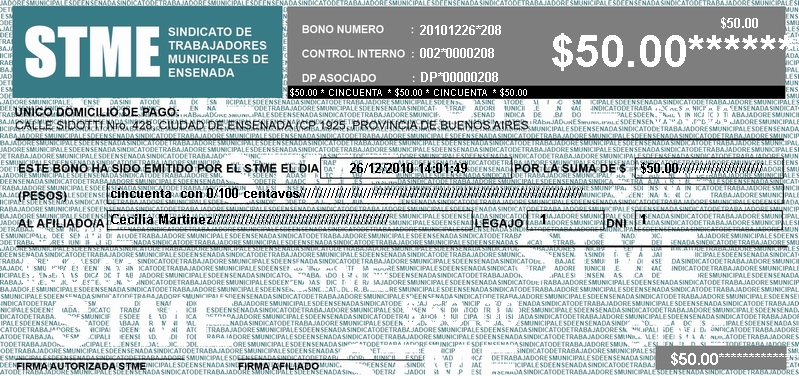 STME
SINDICATO DE
TRABAJADORES
MUNICIPALES DE
ENSENADA
BONO NUMERO : 20101226*208
CONTROL INTERNO : 002*0000208
DP ASOCIADO : DP*00000208
$50.00
$50.00******
$50.00 * CINCUENTA * $50.00 * CINCUENTA * $50.00
UNICO DOMICILIO DE PAGO:
CALLE SIDOTTI Nro. 428, CIUDAD DE ENSENADA (CP 1925, PROVINCIA DE BUENOS AIRES
ESTE BONO HA SIDO EMITIDO POR EL STME EL DIA 26/12/2010 14:01:49 POR LA SUMA DE $ $50.00////////////////////
(PESOS) cincuenta con 0/100 centavos////////////////////////////////////////////////////////////
AL AFILIADO/A Cecilia Martinez//////////////////////////////////////// LEGAJO 1 DNI 1
FIRMA AUTORIZADA STME FIRMA AFILIADO
$50.00**************